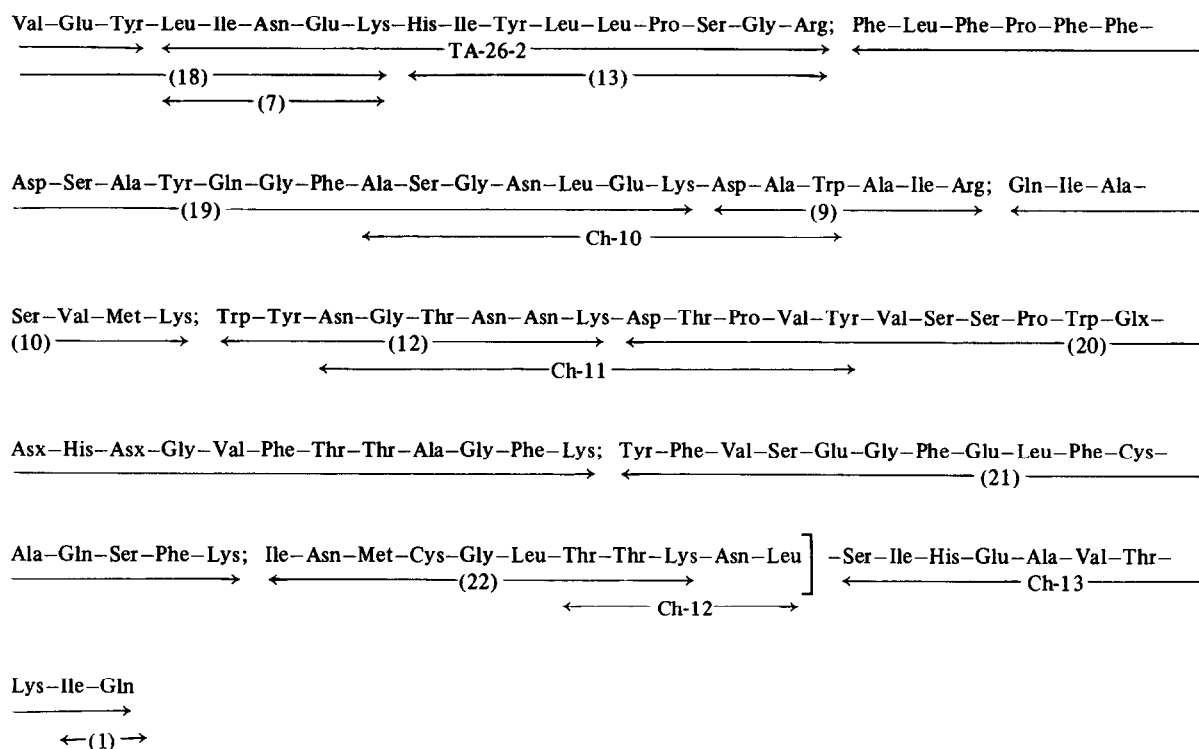 Val–Glu–Tyr–Leu–Ile–Asn–Glu–Lys–His–Ile–Tyr–Leu–Leu–Pro–Ser–Gly–Arg; Phe–Leu–Phe–Pro–Phe–Phe–
TA-26-2
(18) (13)
(7)
Asp–Ser–Ala–Tyr–Gln–Gly–Phe–Ala–Ser–Gly–Asn–Leu–Glu–Lys–Asp–Ala–Trp–Ala–Ile–Arg; Gln–Ile–Ala–
(19) (9)
Ch-10
Ser–Val–Met–Lys; Trp–Tyr–Asn–Gly–Thr–Asn–Asn–Lys–Asp–Thr–Pro–Val–Tyr–Val–Ser–Ser–Pro–Trp–Glx–
(10) (12) (20)
Ch-11
Asx–His–Asx–Gly–Val–Phe–Thr–Thr–Ala–Gly–Phe–Lys; Tyr–Phe–Val–Ser–Glu–Gly–Phe–Glu–Leu–Phe–Cys–
(21)
Ala–Gln–Ser–Phe–Lys; Ile–Asn–Met–Cys–Gly–Leu–Thr–Thr–Lys–Asn–Leu] –Ser–Ile–His–Glu–Ala–Val–Thr–
(22) Ch-13
Ch-12
Lys–Ile–Gln
(1)